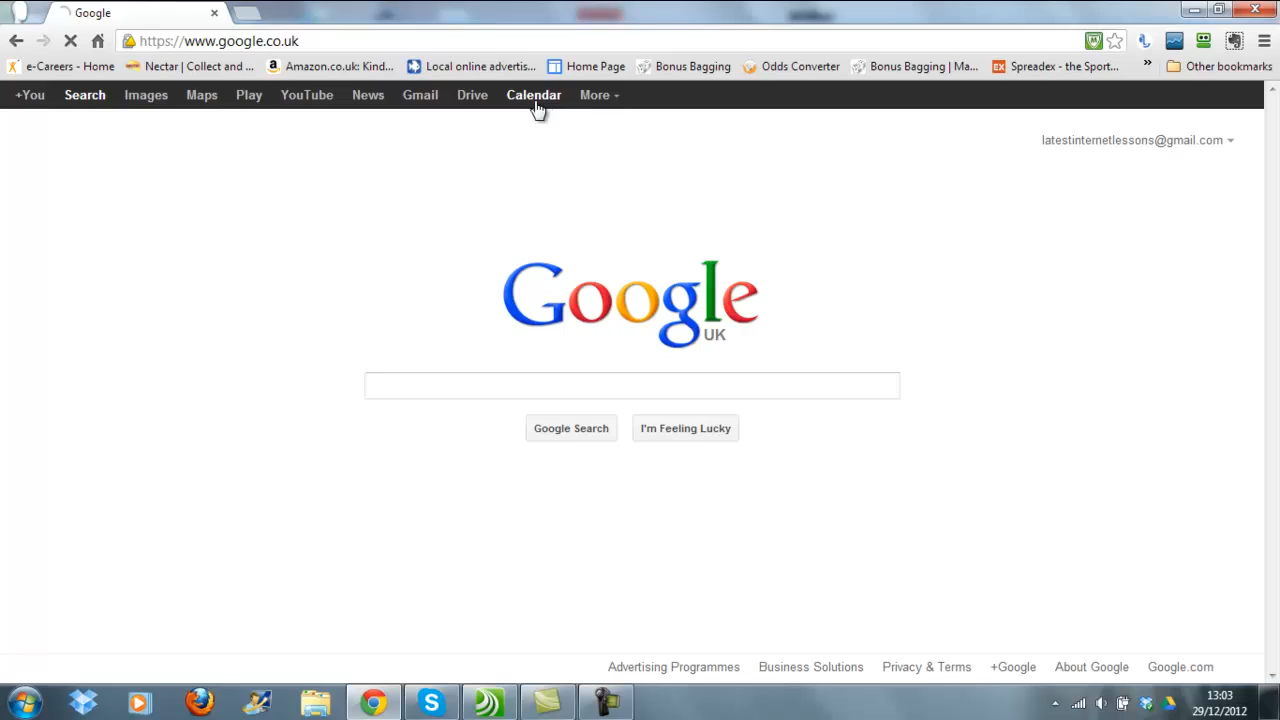 Google
https://www.google.co.uk
e-Careers - Home Nectar | Collect and ... Amazon.co.uk: Kind... Local online advertis... Home Page Bonus Bagging Odds Converter Bonus Bagging | Ma... Spreadex - the Sport... » Other bookmarks
+You Search Images Maps Play YouTube News Gmail Drive Calendar More
latestinternetlessons@gmail.com
Google
UK
Google Search I'm Feeling Lucky
Advertising Programmes Business Solutions Privacy & Terms +Google About Google Google.com
13:03
29/12/2012